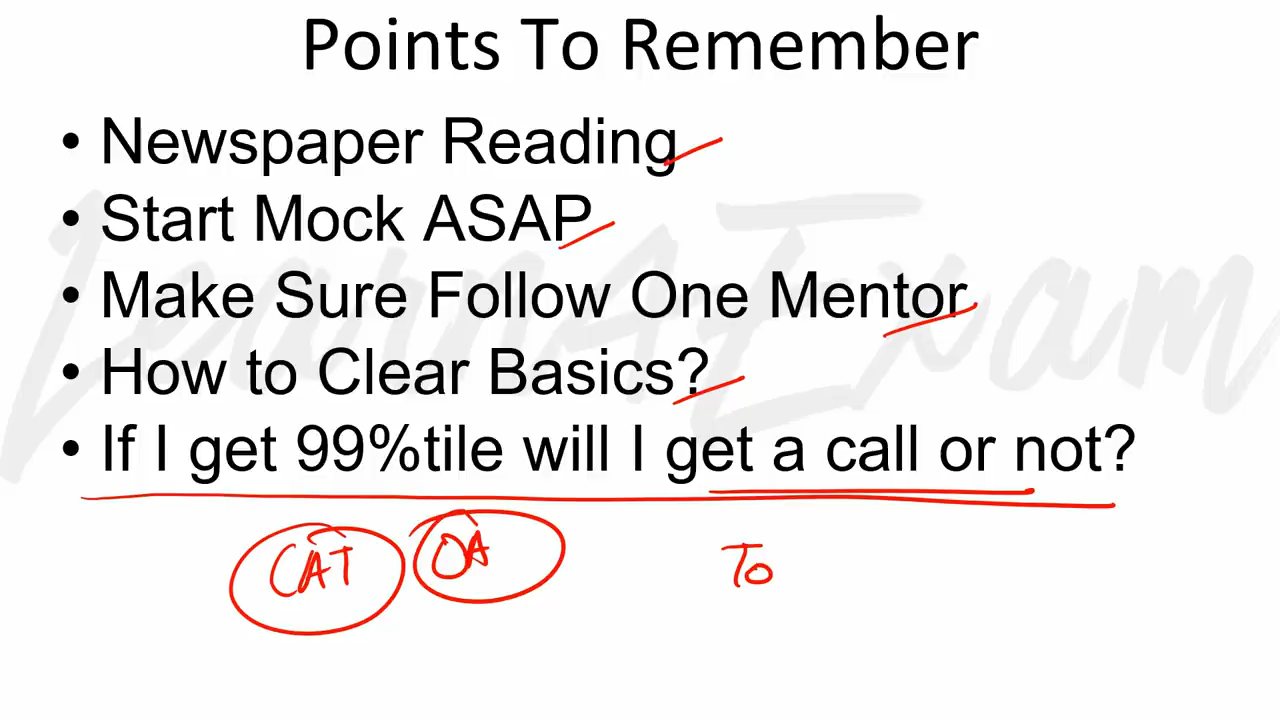 Points To Remember
• Newspaper Reading
• Start Mock ASAP
• Make Sure Follow One Mentor
• How to Clear Basics?
• If I get 99%tile will I get a call or not?
CAT OA To
Learn4Exam